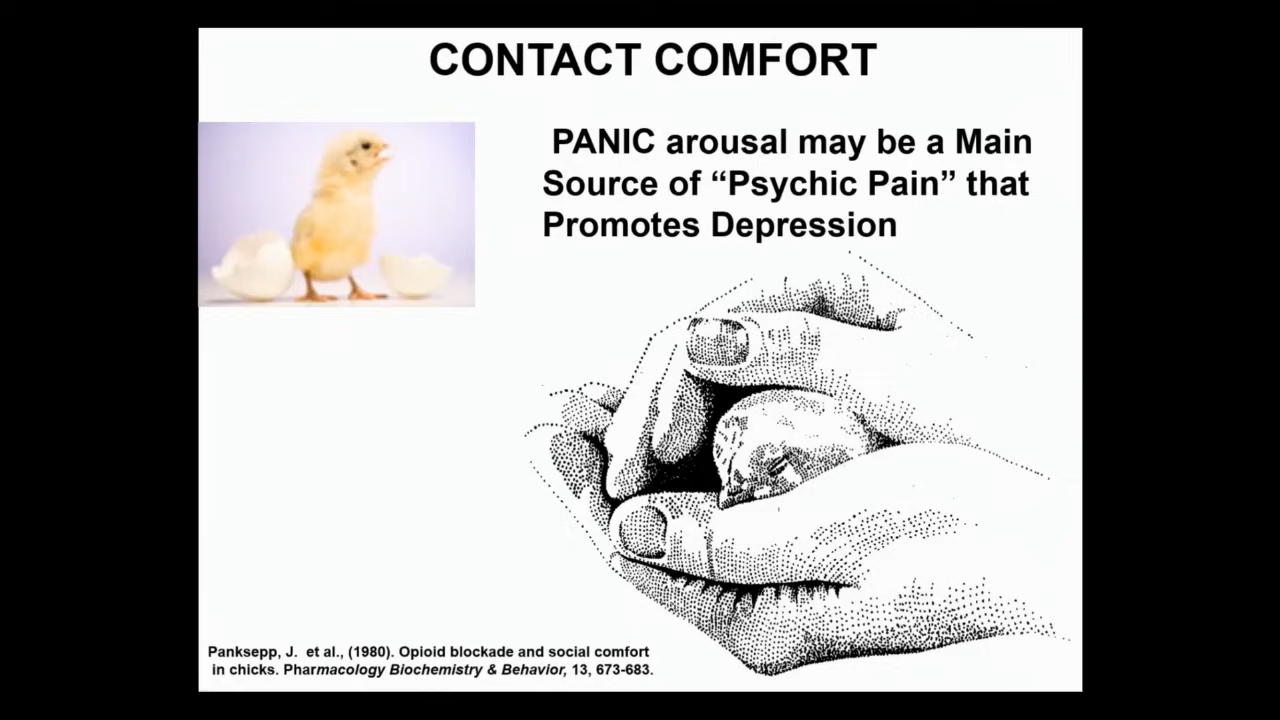 CONTACT COMFORT
PANIC arousal may be a Main
Source of “Psychic Pain” that
Promotes Depression
Panksepp, J. et al., (1980). Opioid blockade and social comfort
in chicks. Pharmacology Biochemistry & Behavior, 13, 673-683.